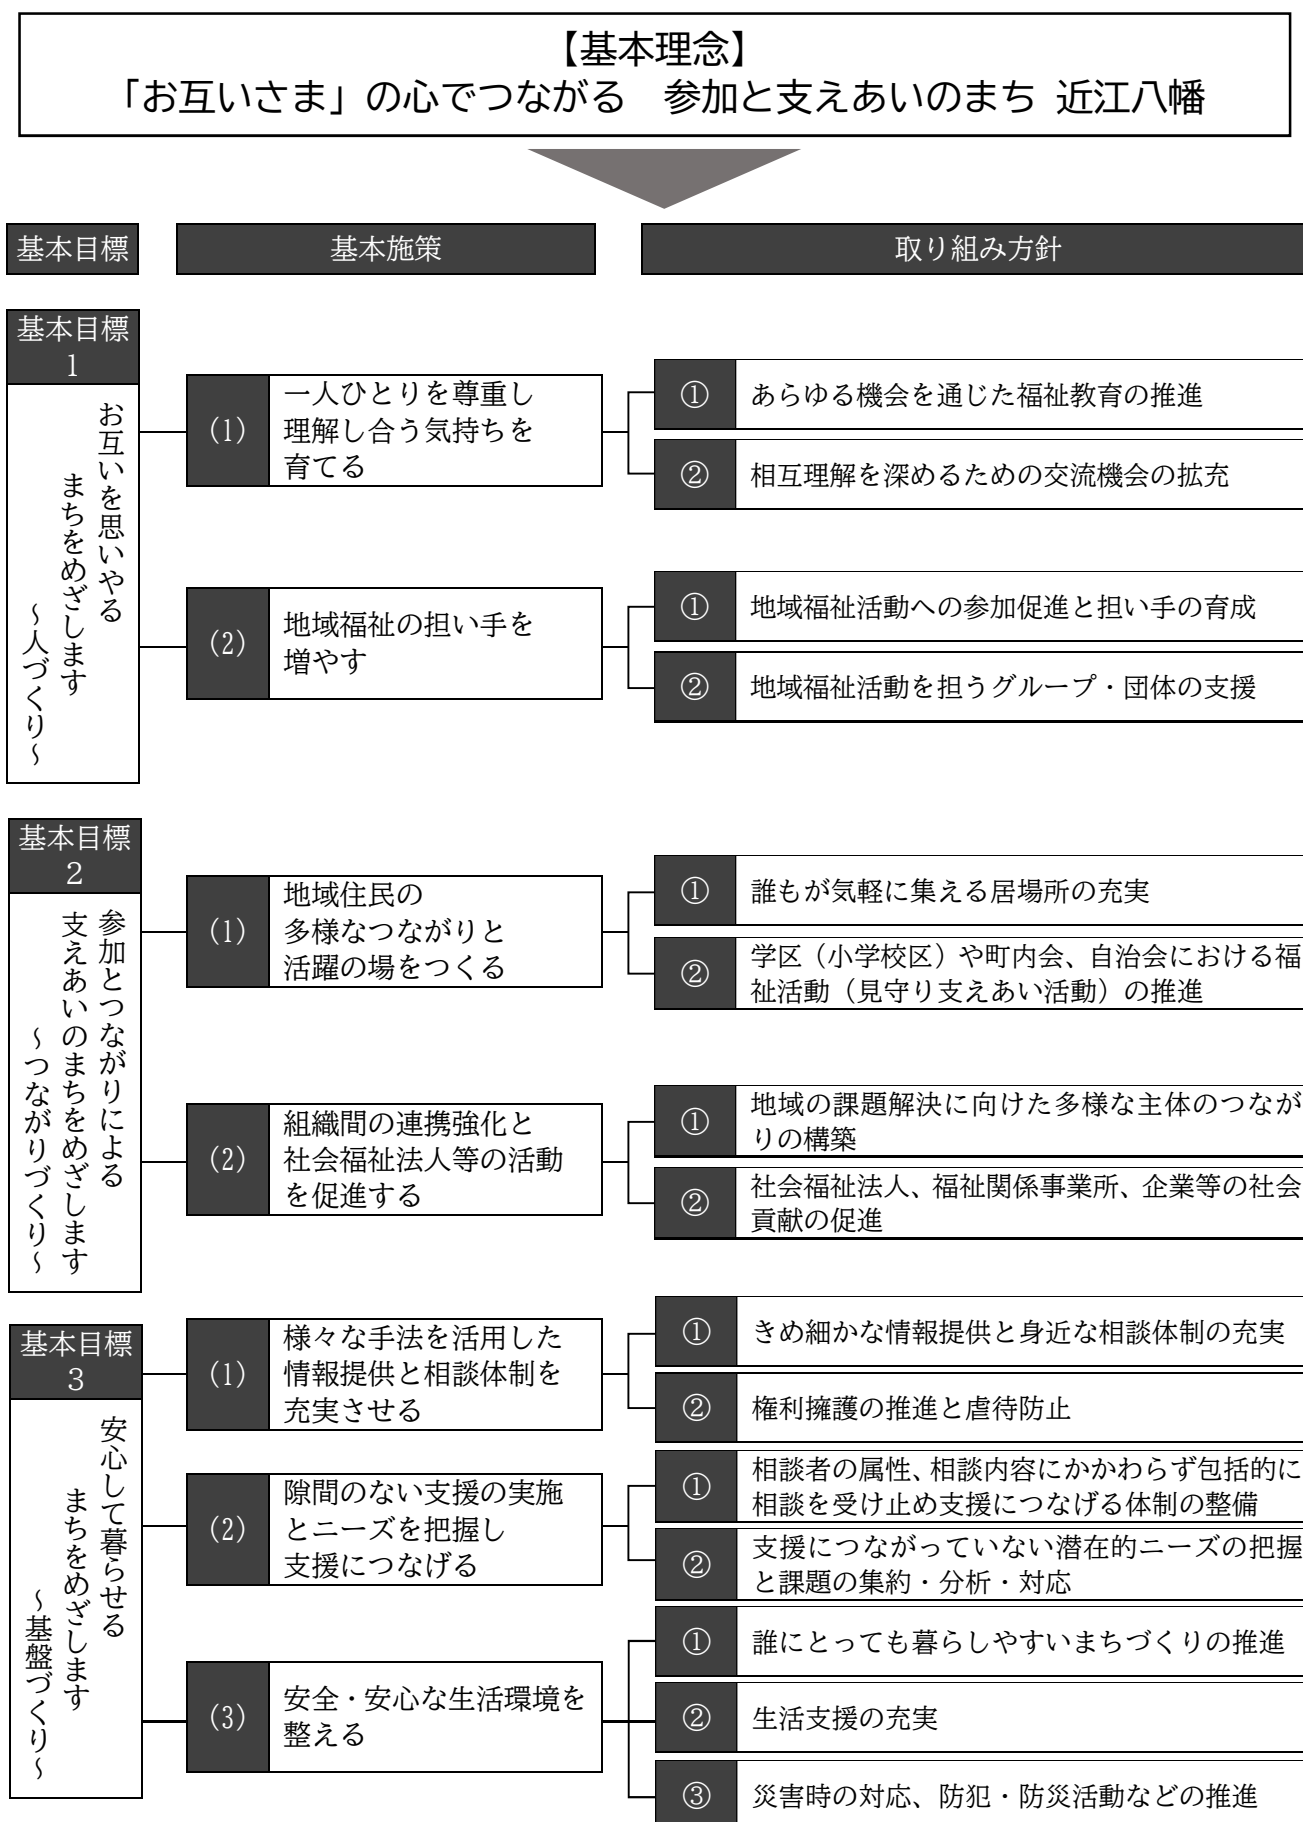 【基本理念】
「お互いさま」の心でつながる　参加と支えあいのまち 近江八幡
基本目標
基本施策
取り組み方針
基本目標
1
お互いを思いやる
まちをめざします
～人づくり～
(1)
一人ひとりを尊重し
理解し合う気持ちを
育てる
①
あらゆる機会を通じた福祉教育の推進
②
相互理解を深めるための交流機会の拡充
(2)
地域福祉の担い手を
増やす
①
地域福祉活動への参加促進と担い手の育成
②
地域福祉活動を担うグループ・団体の支援
基本目標
2
参加とつながりによる
支えあいのまちをめざします
～つながりづくり～
(1)
地域住民の
多様なつながりと
活躍の場をつくる
①
誰もが気軽に集える居場所の充実
②
学区（小学校区）や町内会、自治会における福
祉活動（見守り支えあい活動）の推進
(2)
組織間の連携強化と
社会福祉法人等の活動
を促進する
①
地域の課題解決に向けた多様な主体のつなが
りの構築
②
社会福祉法人、福祉関係事業所、企業等の社会
貢献の促進
基本目標
3
安心して暮らせる
まちをめざします
～基盤づくり～
(1)
様々な手法を活用した
情報提供と相談体制を
充実させる
①
きめ細かな情報提供と身近な相談体制の充実
②
権利擁護の推進と虐待防止
(2)
隙間のない支援の実施
とニーズを把握し
支援につなげる
①
相談者の属性、相談内容にかかわらず包括的に
相談を受け止め支援につなげる体制の整備
②
支援につながっていない潜在的ニーズの把握
と課題の集約・分析・対応
(3)
安全・安心な生活環境を
整える
①
誰にとっても暮らしやすいまちづくりの推進
②
生活支援の充実
③
災害時の対応、防犯・防災活動などの推進